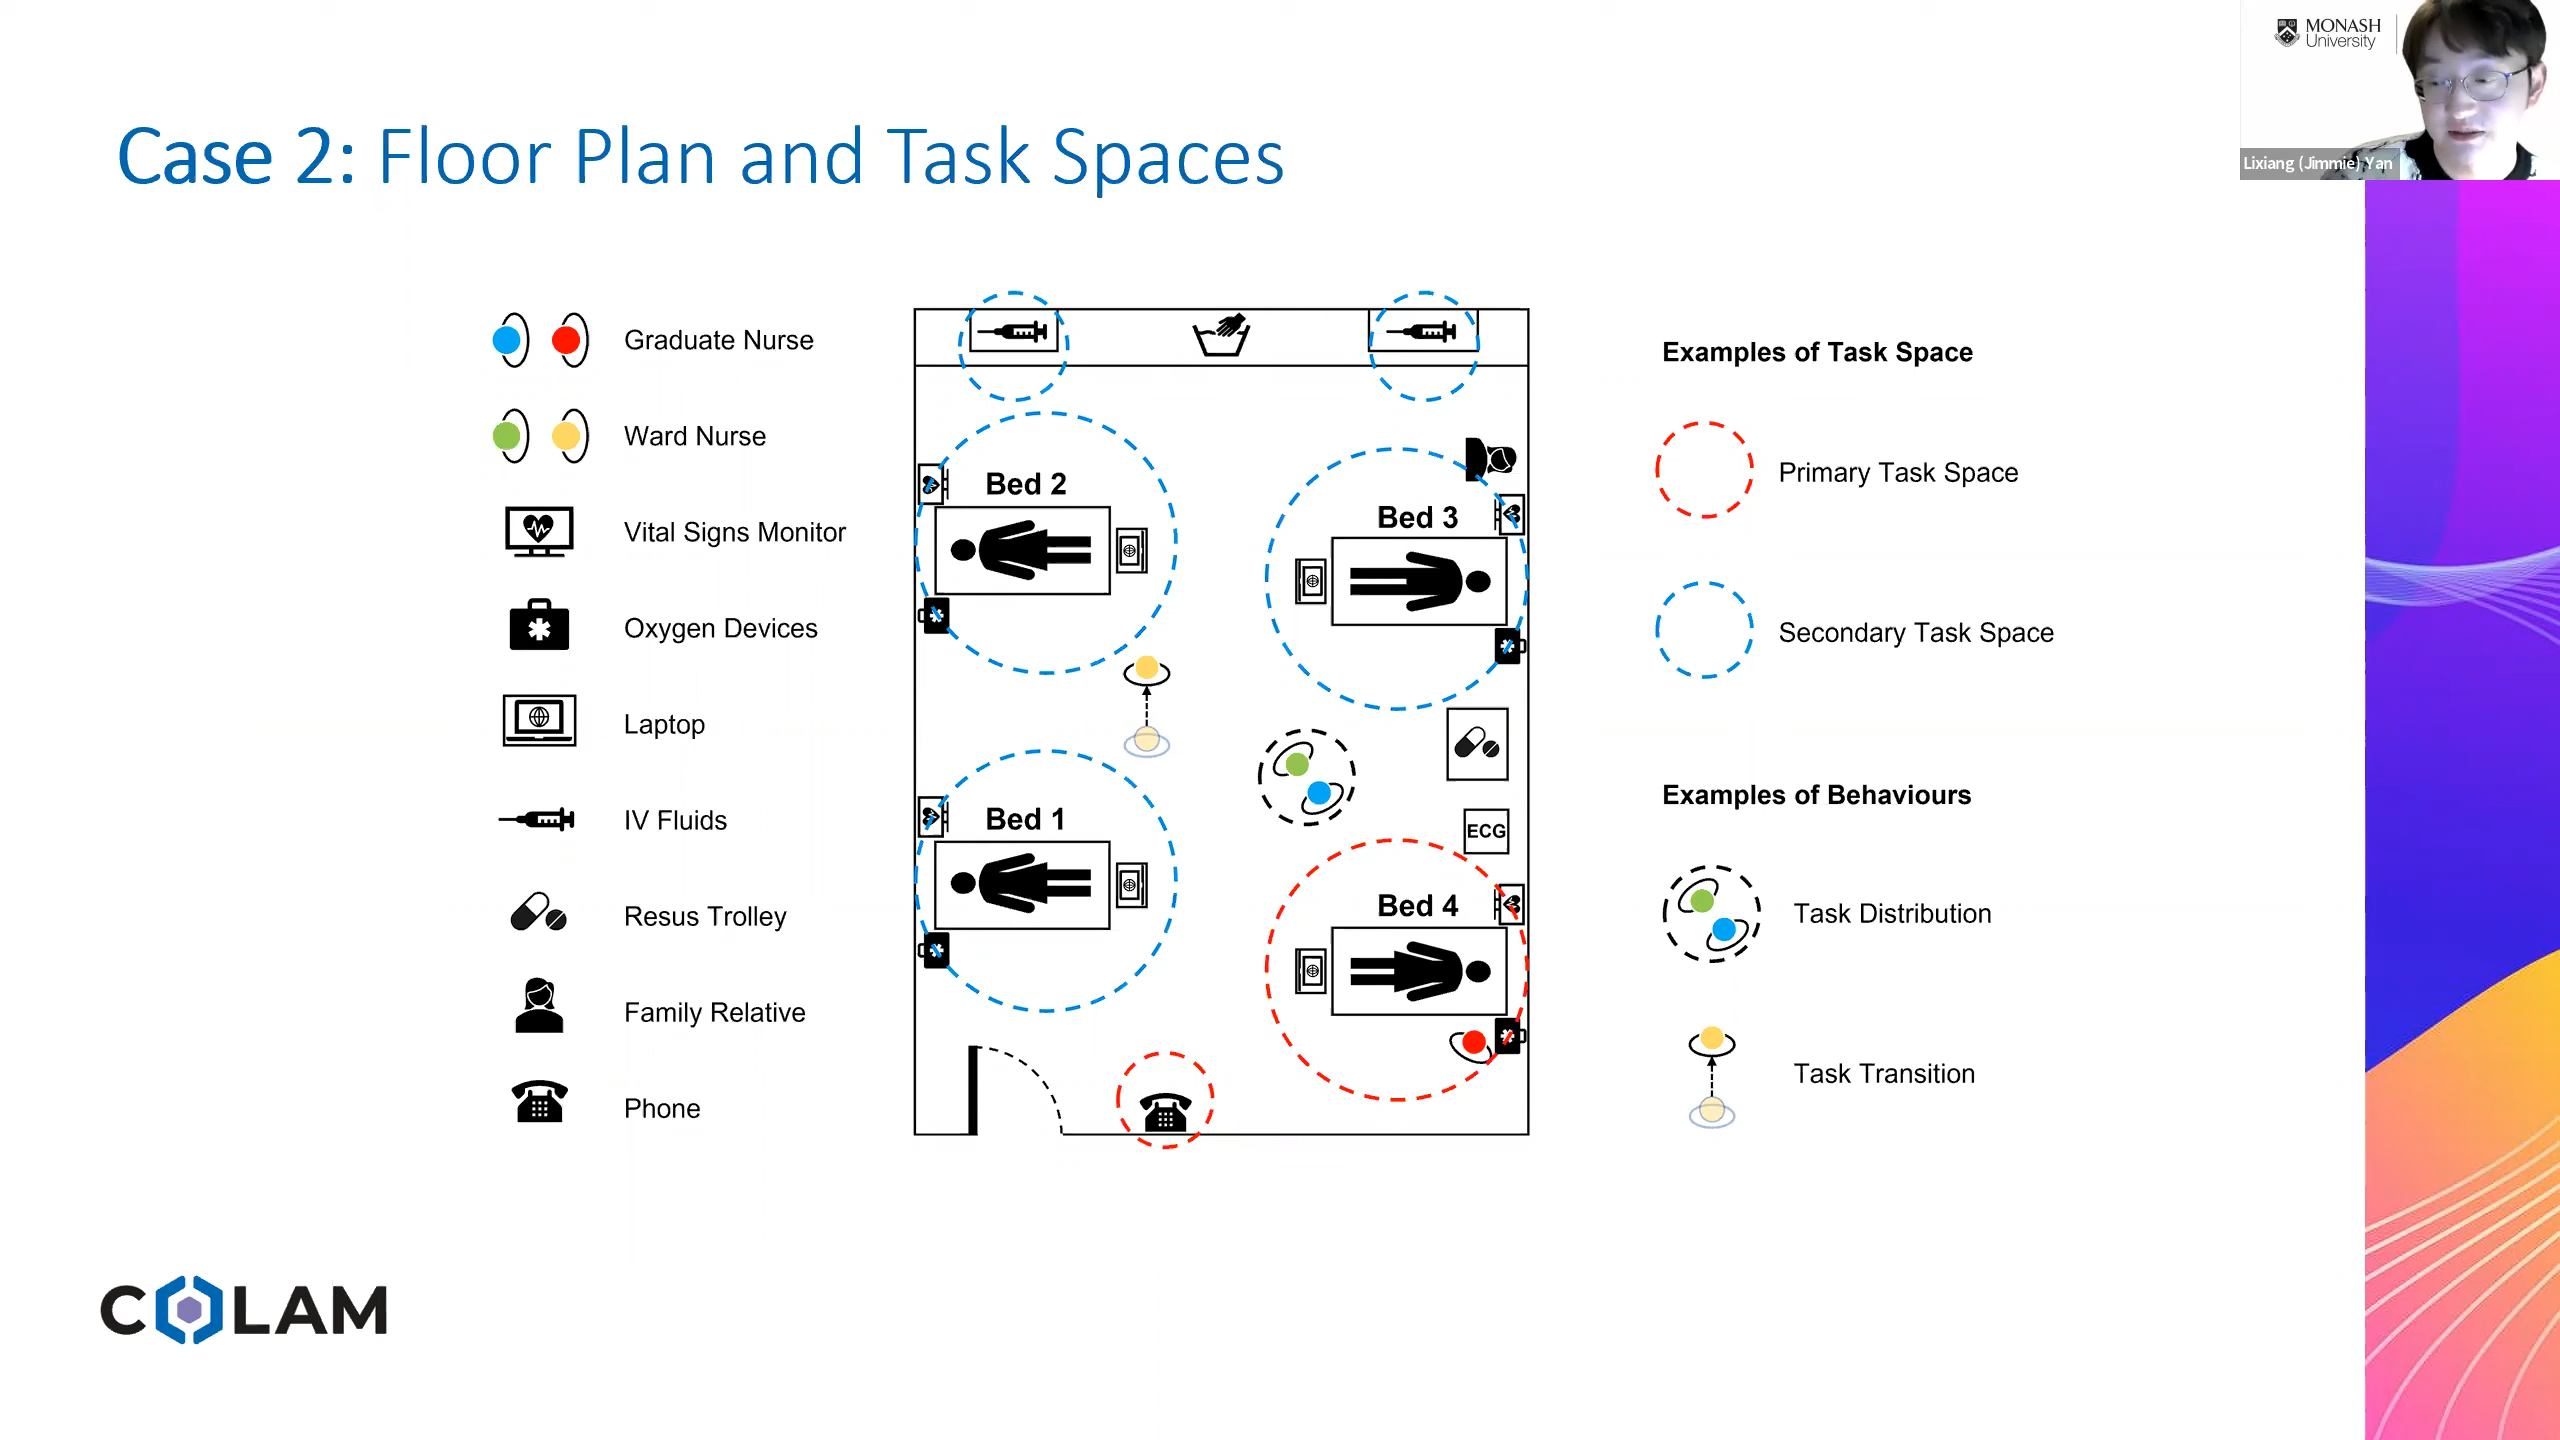 MONASH
University
Lixiang (Jimmie) Yan
Case 2: Floor Plan and Task Spaces
Graduate Nurse
Ward Nurse
Vital Signs Monitor
Oxygen Devices
Laptop
IV Fluids
Resus Trolley
Family Relative
Phone
Bed 2
Bed 3
Bed 1
ECG
Bed 4
Examples of Task Space
Primary Task Space
Secondary Task Space
Examples of Behaviours
Task Distribution
Task Transition
COLAM